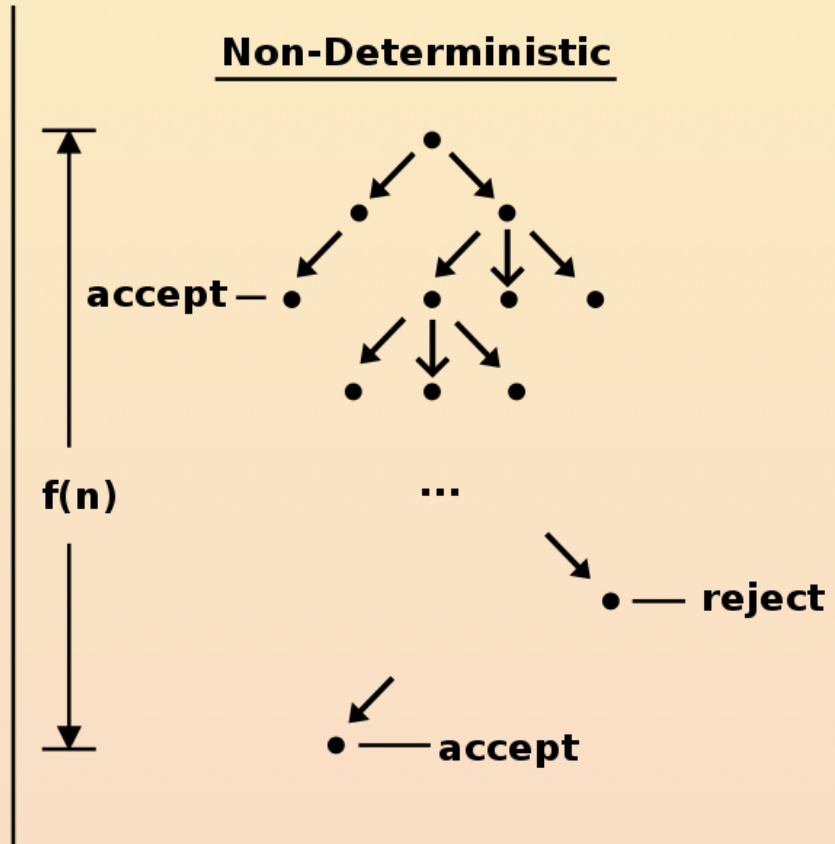 Non-Deterministic
accept
f(n)
...
reject
accept